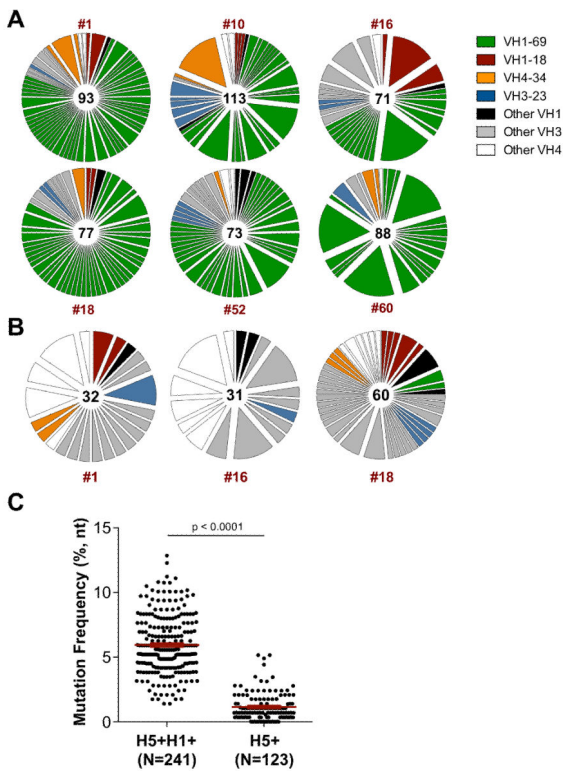 A
#1
#10
#16
93
113
71
VH1-69
VH1-18
VH4-34
VH3-23
Other VH1
Other VH3
Other VH4
77
73
88
#18
#52
#60
B
32
31
60
#1
#16
#18
C
p < 0.0001
Mutation Frequency (%, nt)
15
10
5
0
H5+H1+
(N=241)
H5+
(N=123)